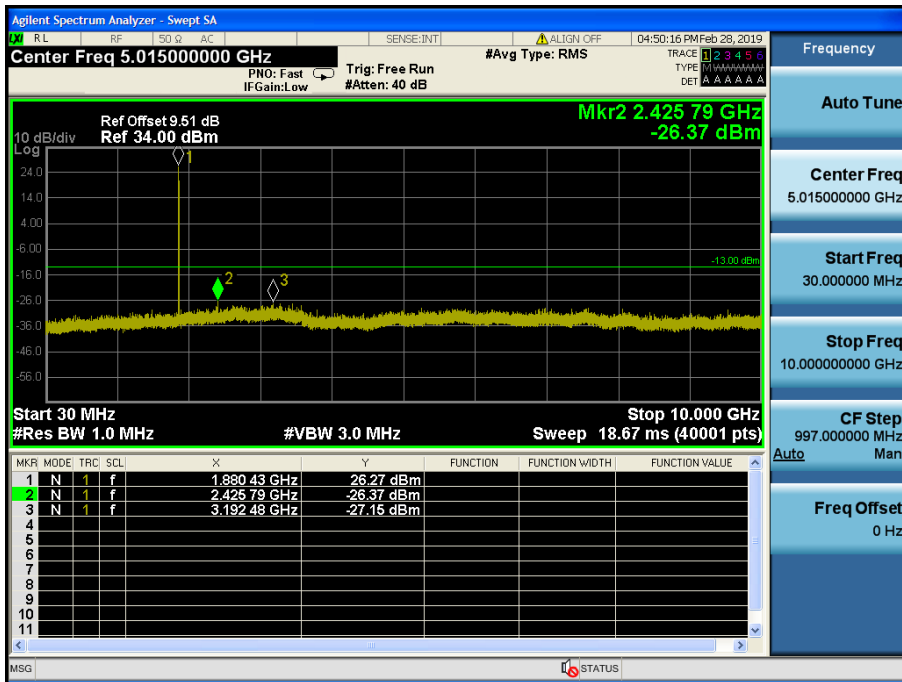 Agilent Spectrum Analyzer - Swept SA
LXI RL RF 50 Ω AC SENSE:INT ALIGN OFF 04:50:16 PM Feb 28, 2019
Center Freq 5.015000000 GHz
PNO: Fast
IFGain:Low
Trig: Free Run
#Atten: 40 dB
#Avg Type: RMS
TRACE 1 2 3 4 5 6
TYPE MWWWWW
DET A A A A A A
Frequency
Auto Tune
Center Freq
5.015000000 GHz
Start Freq
30.000000 MHz
Stop Freq
10.000000000 GHz
CF Step
997.000000 MHz
Auto Man
Freq Offset
0 Hz
Mkr2 2.425 79 GHz
-26.37 dBm
Ref Offset 9.51 dB
10 dB/div Ref 34.00 dBm
Log
1
24.0
14.0
4.00
-6.00
-13.00 dBm
-16.0
2
3
-26.0
-36.0
-46.0
-56.0
Start 30 MHz Stop 10.000 GHz
#Res BW 1.0 MHz #VBW 3.0 MHz Sweep 18.67 ms (40001 pts)
MKR MODE TRC SCL X Y FUNCTION FUNCTION WIDTH FUNCTION VALUE
1 N 1 f 1.880 43 GHz 26.27 dBm
2 N 1 f 2.425 79 GHz -26.37 dBm
3 N 1 f 3.192 48 GHz -27.15 dBm
4
5
6
7
8
9
10
11
MSG STATUS